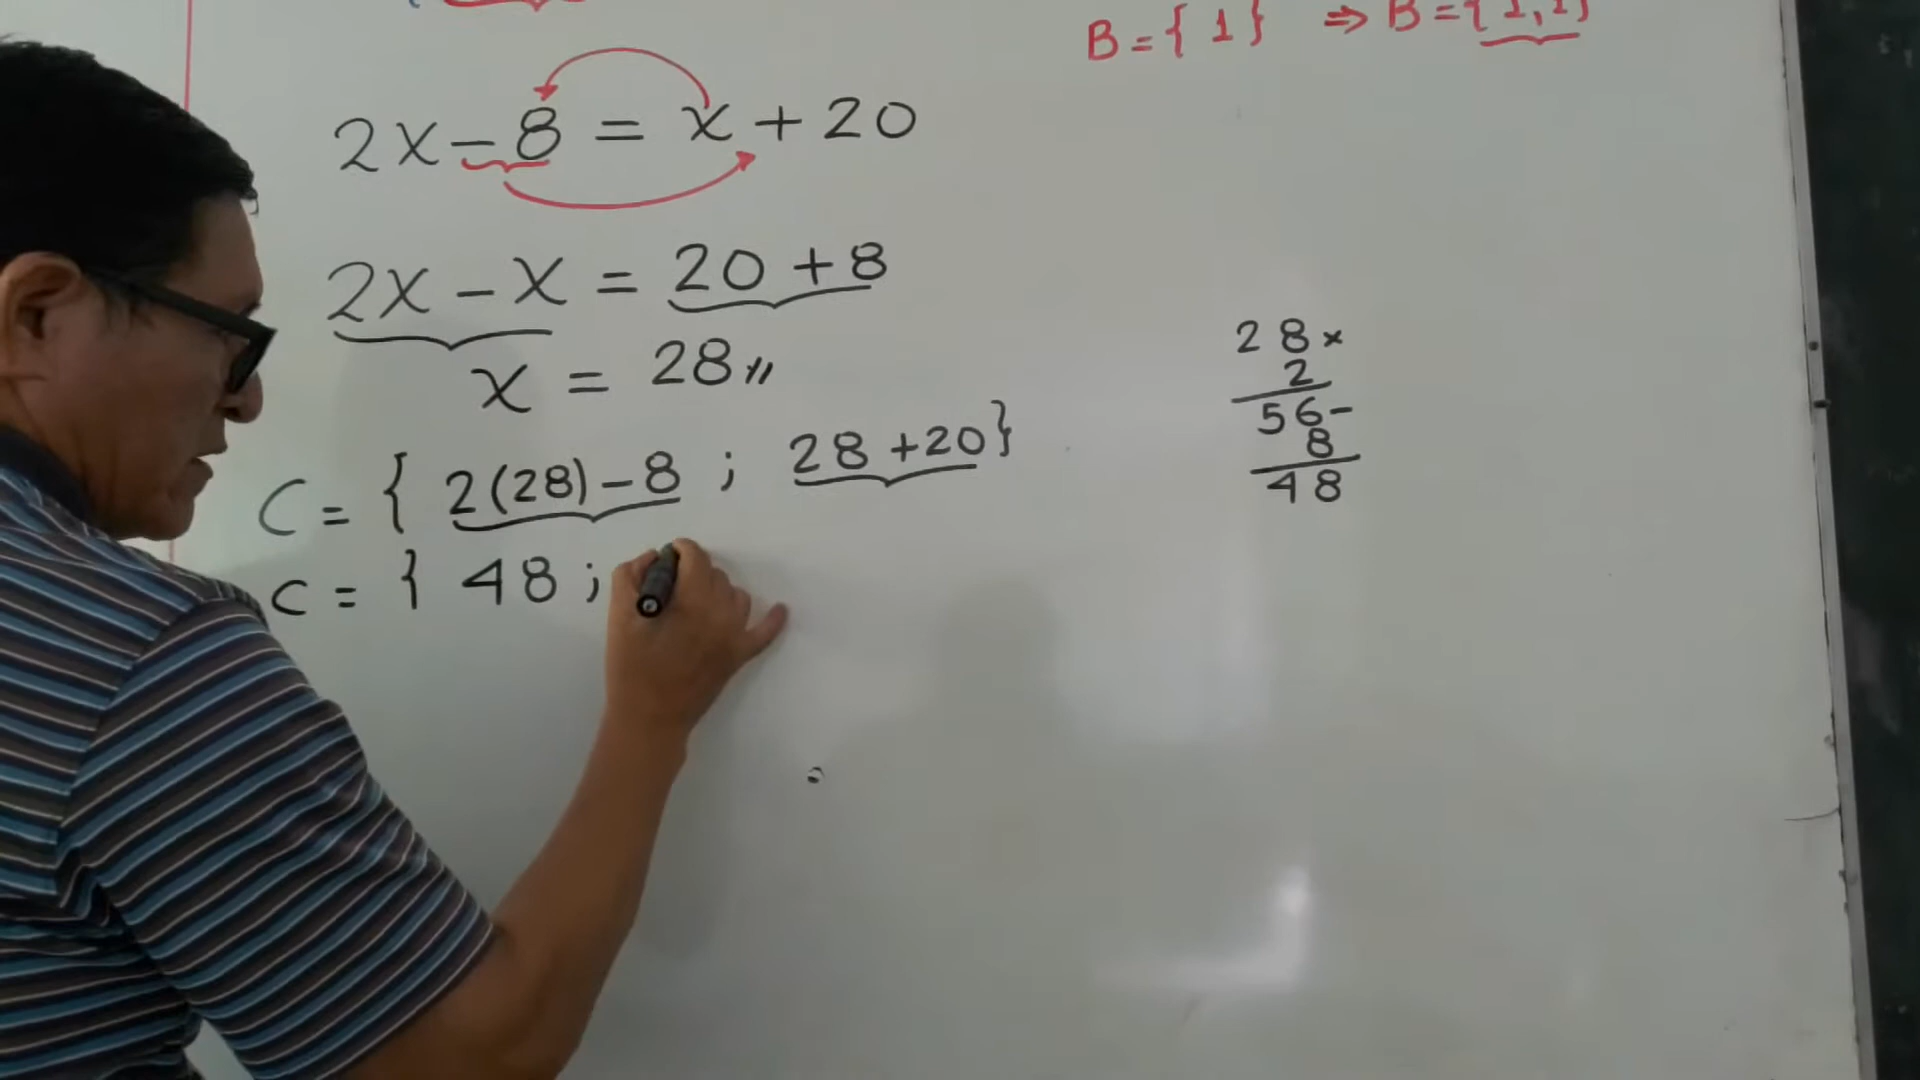 B = { 1 } ⇒ B = { 1, 1 }
2x - 8 = x + 20
2x - x = 20 + 8
x = 28 //
C = { 2(28) - 8 ; 28 + 20 }
C = { 48 ;
28 x
2
56 -
8
48